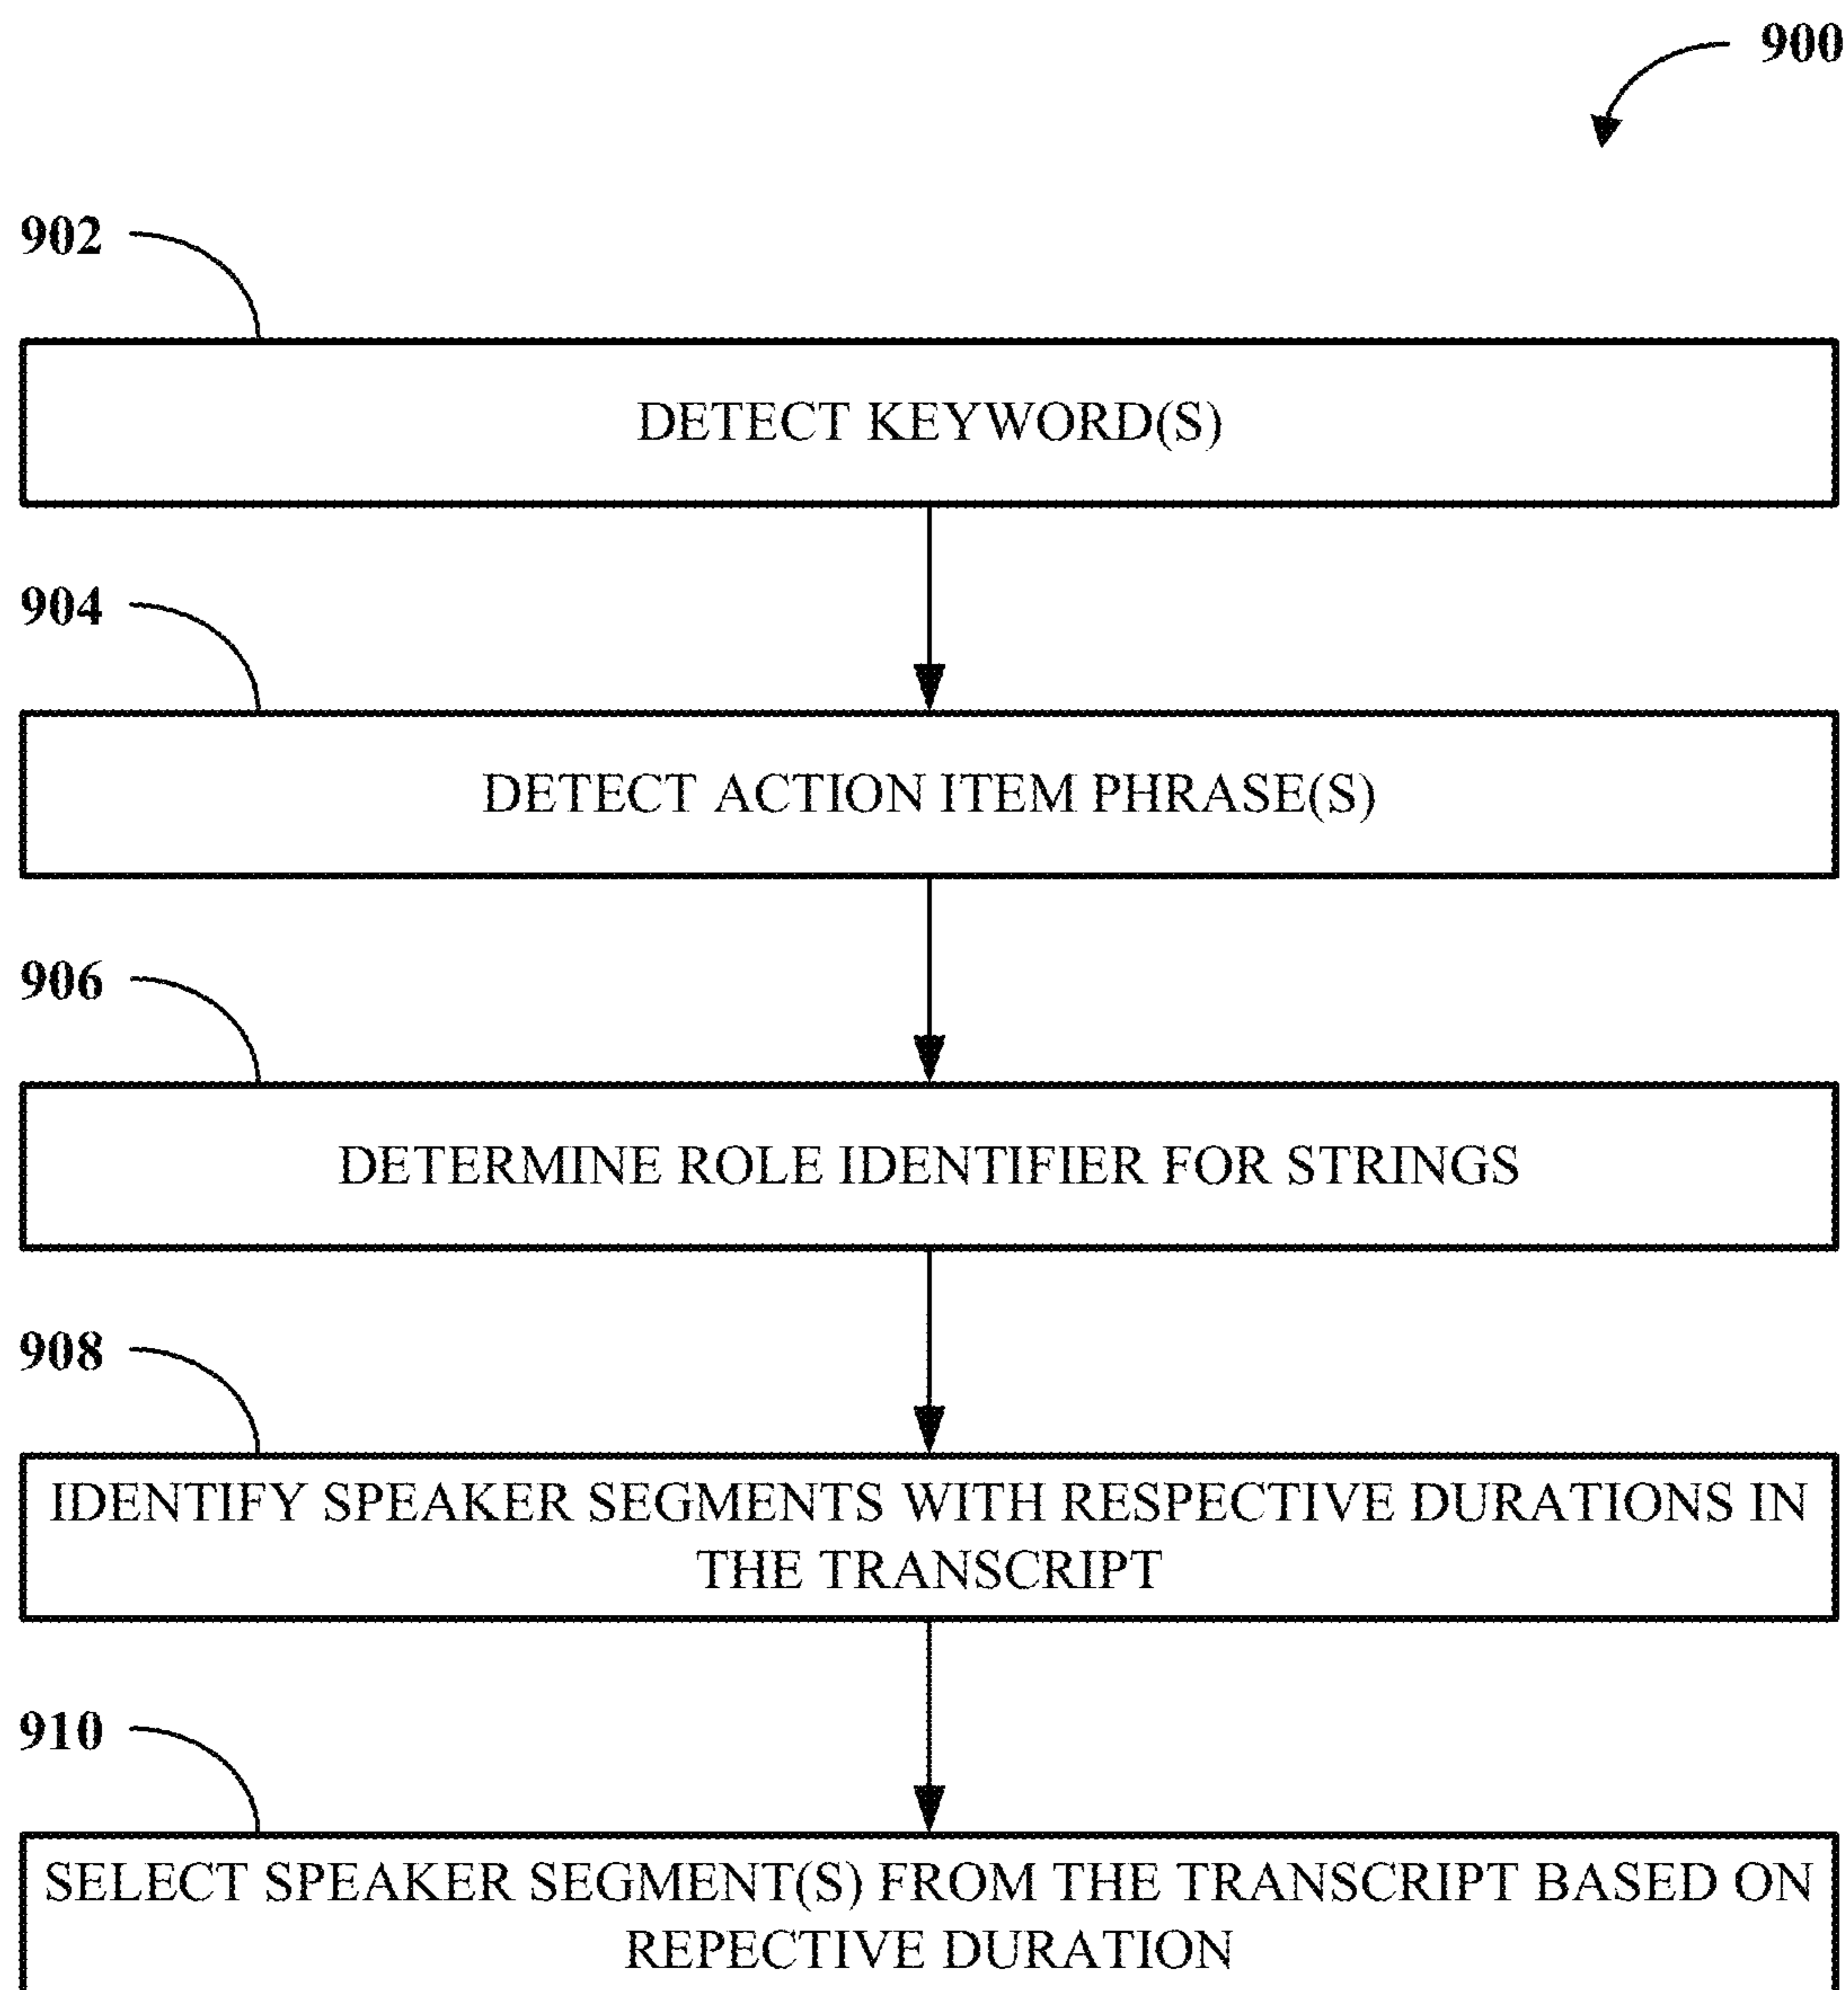 900
902
DETECT KEYWORD(S)
904
DETECT ACTION ITEM PHRASE(S)
906
DETERMINE ROLE IDENTIFIER FOR STRINGS
908
IDENTIFY SPEAKER SEGMENTS WITH RESPECTIVE DURATIONS IN
THE TRANSCRIPT
910
SELECT SPEAKER SEGMENT(S) FROM THE TRANSCRIPT BASED ON
REPECTIVE DURATION